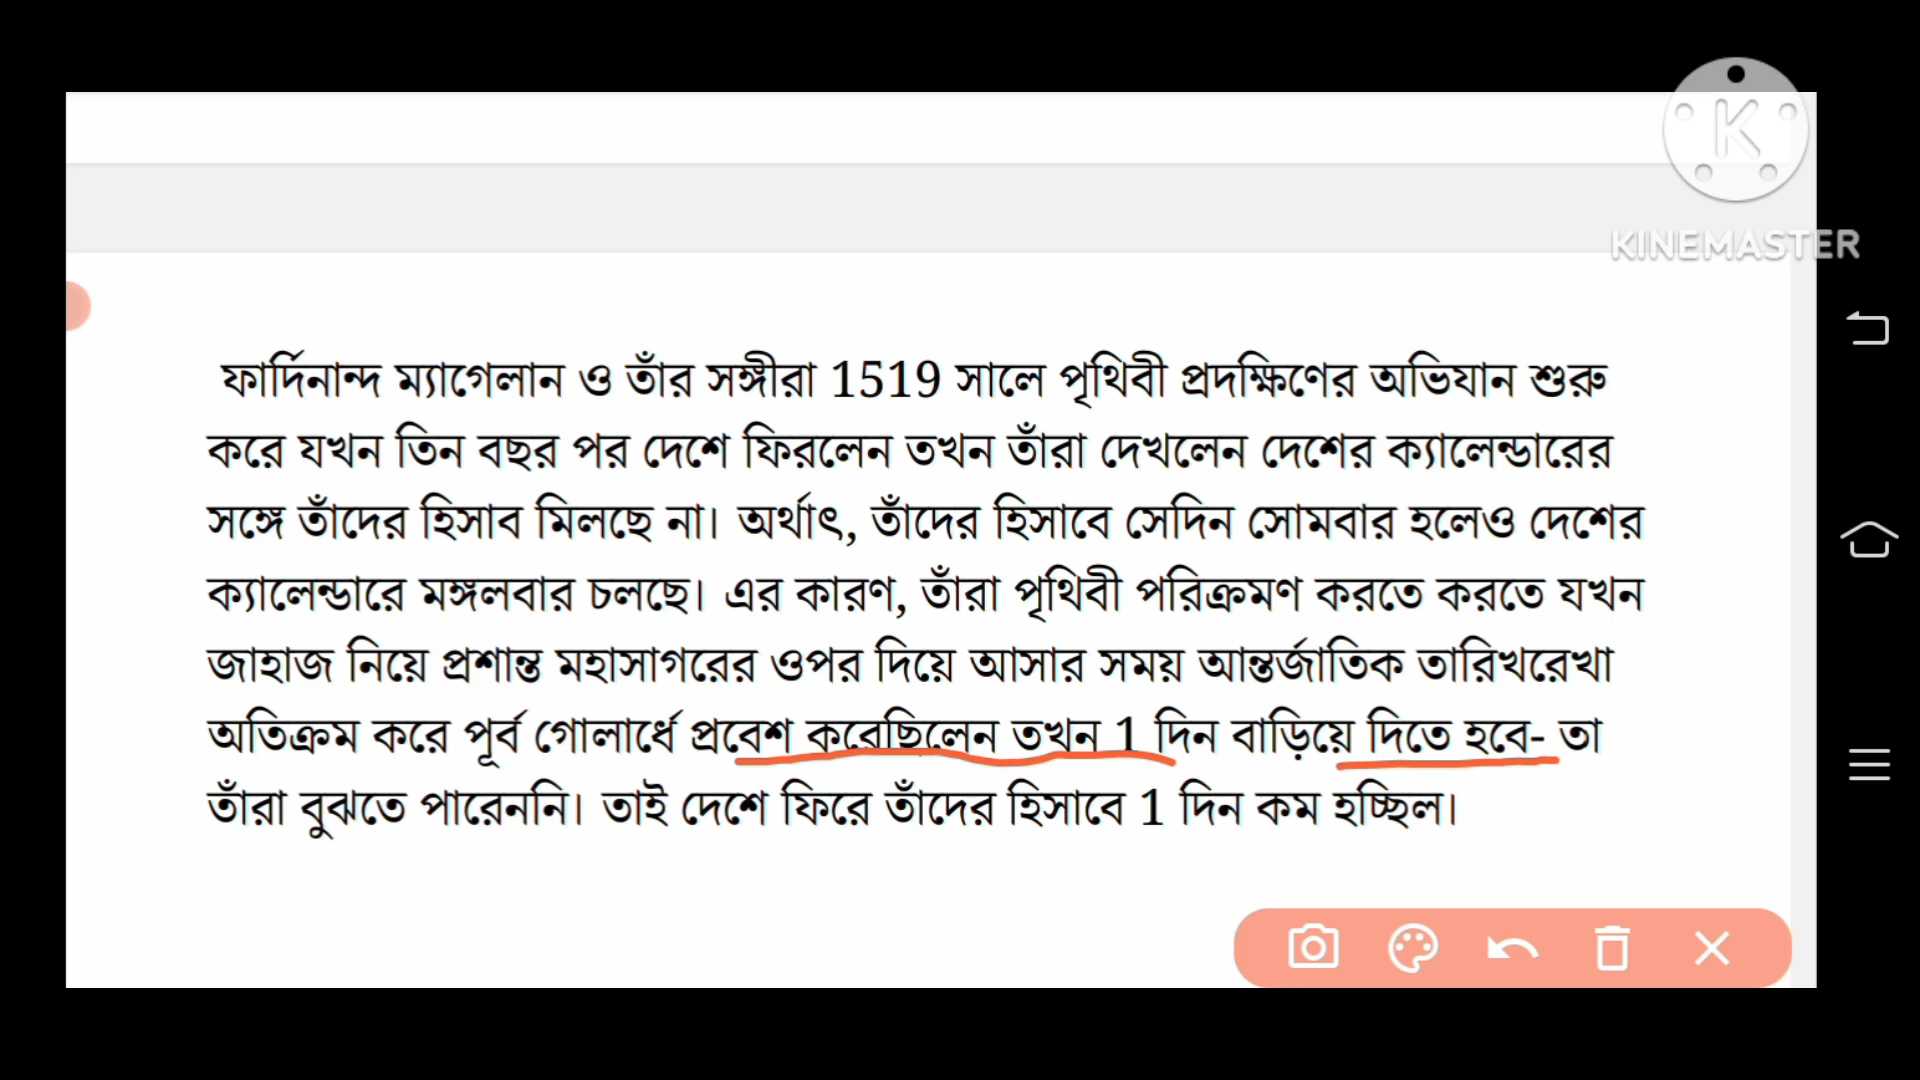 KINEMASTER
ফার্দিনান্দ ম্যাগেলান ও তাঁর সঙ্গীরা 1519 সালে পৃথিবী প্রদক্ষিণের অভিযান শুরু
করে যখন তিন বছর পর দেশে ফিরলেন তখন তাঁরা দেখলেন দেশের ক্যালেন্ডারের
সঙ্গে তাঁদের হিসাব মিলছে না। অর্থাৎ, তাঁদের হিসাবে সেদিন সোমবার হলেও দেশের
ক্যালেন্ডারে মঙ্গলবার চলছে। এর কারণ, তাঁরা পৃথিবী পরিক্রমণ করতে করতে যখন
জাহাজ নিয়ে প্রশান্ত মহাসাগরের ওপর দিয়ে আসার সময় আন্তর্জাতিক তারিখরেখা
অতিক্রম করে পূর্ব গোলার্ধে প্রবেশ করেছিলেন তখন 1 দিন বাড়িয়ে দিতে হবে- তা
তাঁরা বুঝতে পারেননি। তাই দেশে ফিরে তাঁদের হিসাবে 1 দিন কম হচ্ছিল।